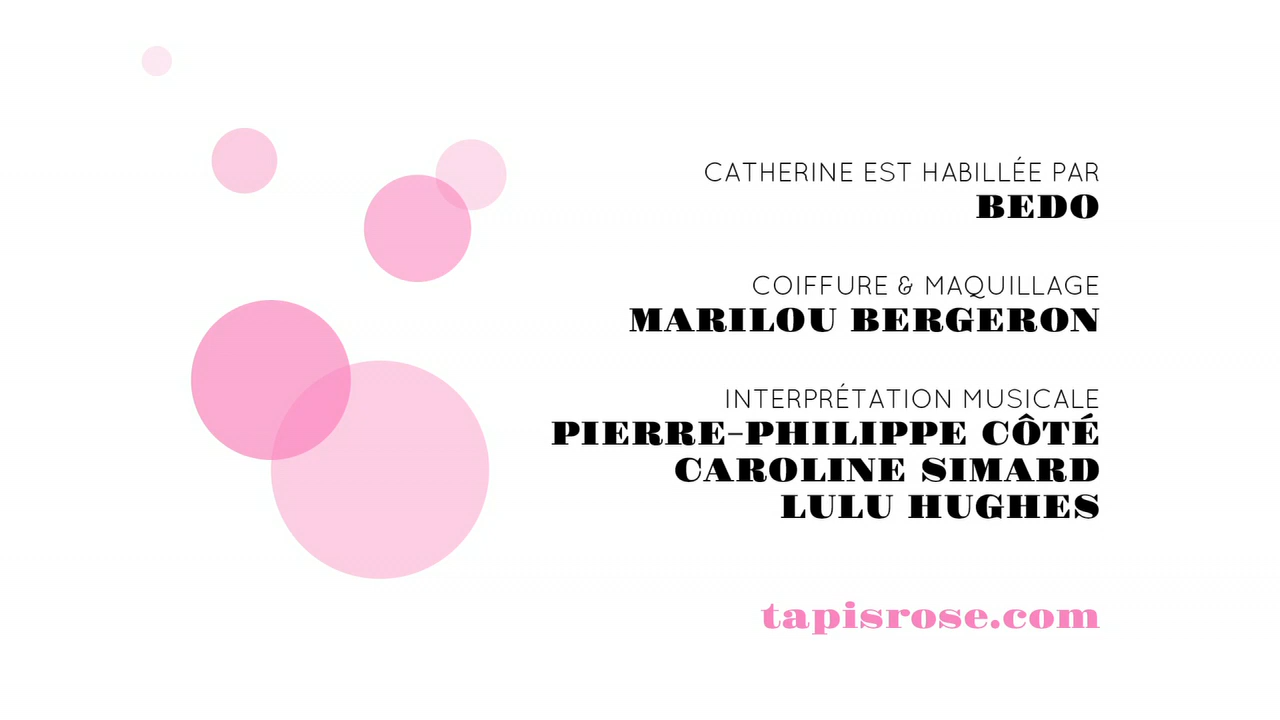 CATHERINE EST HABILLÉE PAR
BEDO
COIFFURE & MAQUILLAGE
MARILOU BERGERON
INTERPRÉTATION MUSICALE
PIERRE-PHILIPPE CÔTÉ
CAROLINE SIMARD
LULU HUGHES
tapisrose.com